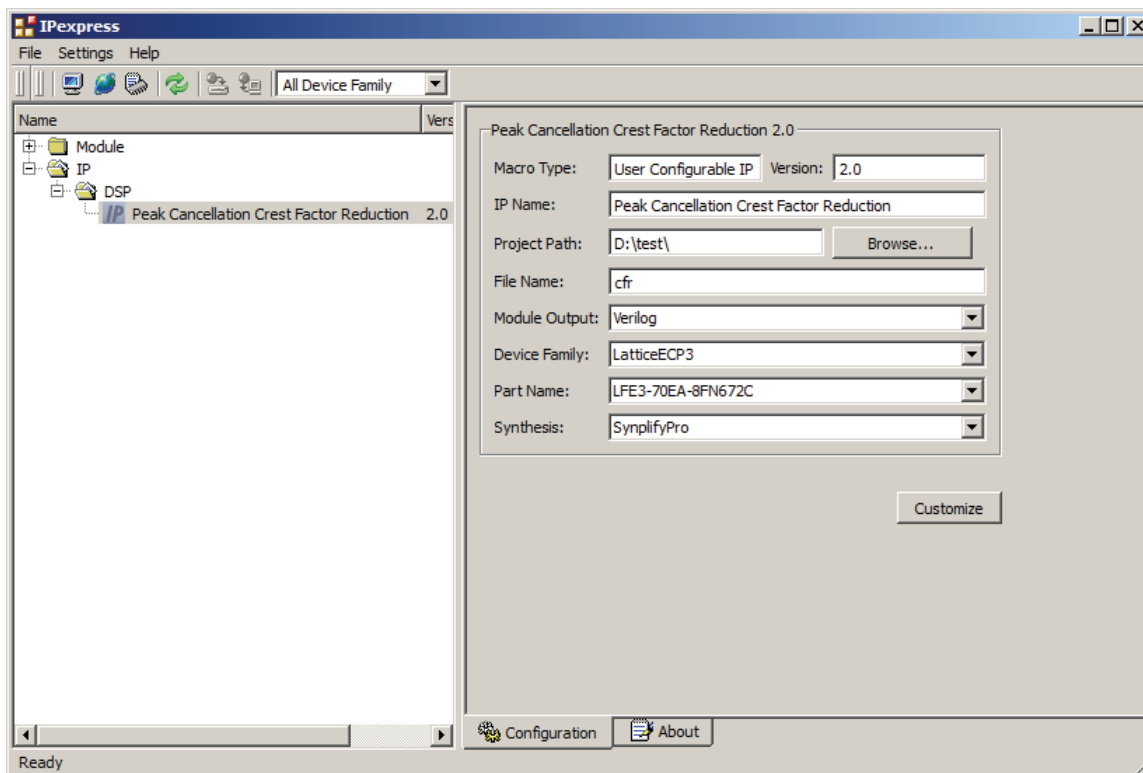 IPexpress
File Settings Help
All Device Family
Name Vers
Module
IP
DSP
IP Peak Cancellation Crest Factor Reduction 2.0
Peak Cancellation Crest Factor Reduction 2.0
Macro Type: User Configurable IP Version: 2.0
IP Name: Peak Cancellation Crest Factor Reduction
Project Path: D:\test\ Browse...
File Name: cfr
Module Output: Verilog
Device Family: LatticeECP3
Part Name: LFE3-70EA-8FN672C
Synthesis: SynplifyPro
Customize
Configuration About
Ready